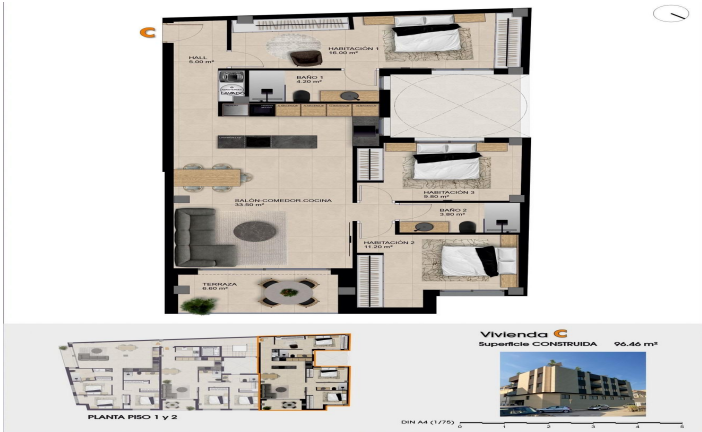 C
HALL
5.00 m²
HABITACIÓN 1
15.00 m²
BAÑO 1
4.20 m²
LAVADO
HABITACIÓN 3
9.80 m²
SALÓN-COMEDOR-COCINA
33.50 m²
BAÑO 2
3.80 m²
HABITACIÓN 2
11.20 m²
TERRAZA
6.60 m²
Vivienda C
Superficie CONSTRUIDA 96.46 m²
PLANTA PISO 1 y 2
DIN A4 (1/75)
0 1 2 3 4 5